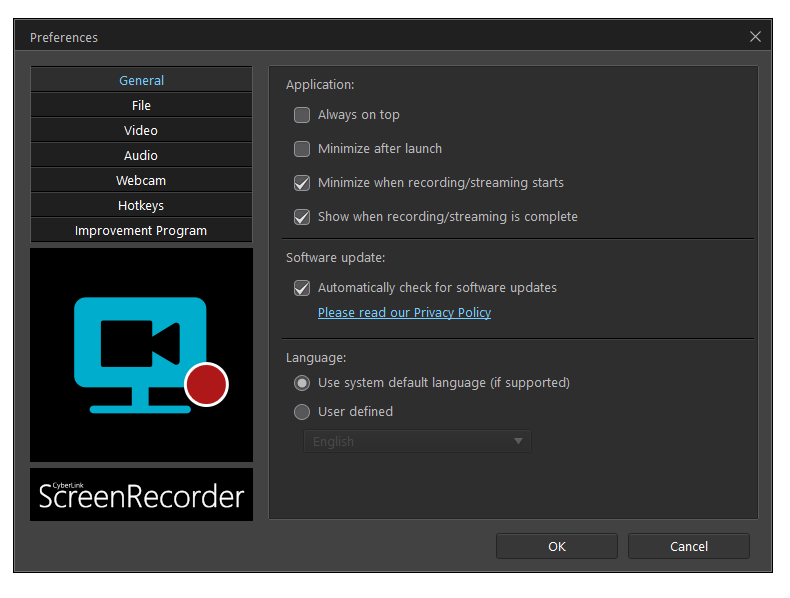 Preferences
General
File
Video
Audio
Webcam
Hotkeys
Improvement Program
CyberLink
ScreenRecorder
Application:
Always on top
Minimize after launch
Minimize when recording/streaming starts
Show when recording/streaming is complete
Software update:
Automatically check for software updates
Please read our Privacy Policy
Language:
Use system default language (if supported)
User defined
English
OK
Cancel